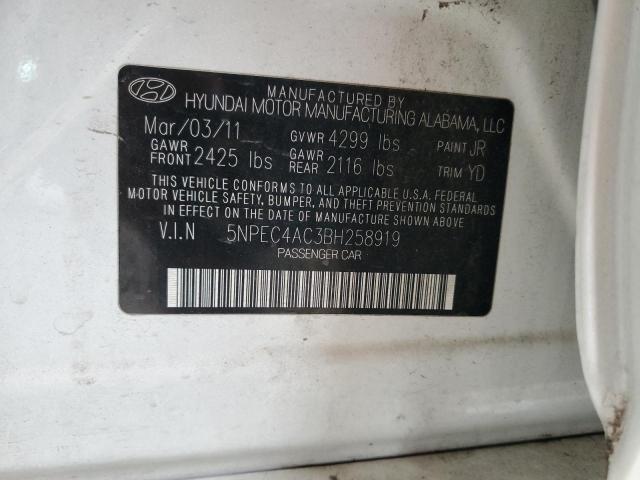 MANUFACTURED BY
HYUNDAI MOTOR MANUFACTURING ALABAMA, LLC
Mar/03/11 GVWR 4299 lbs PAINT JR
GAWR FRONT 2425 lbs GAWR REAR 2116 lbs TRIM YD
THIS VEHICLE CONFORMS TO ALL APPLICABLE U.S.A. FEDERAL
MOTOR VEHICLE SAFETY, BUMPER, AND THEFT PREVENTION STANDARDS
IN EFFECT ON THE DATE OF MANUFACTURE SHOWN ABOVE
V.I.N 5NPEC4AC3BH258919
PASSENGER CAR